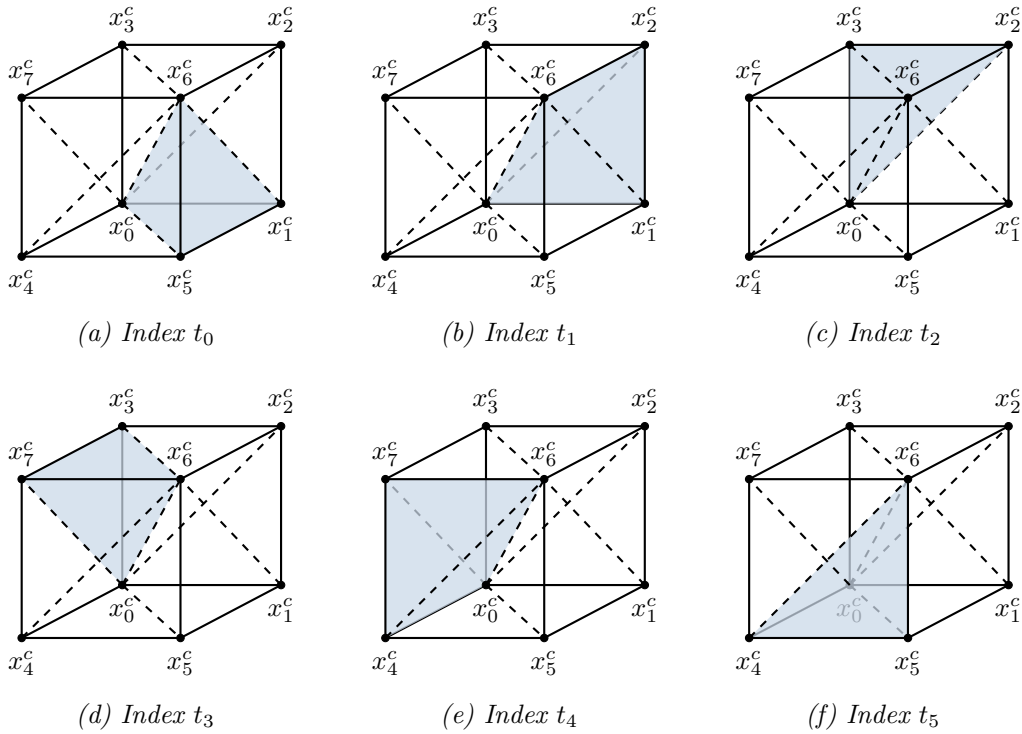 x_3^c x_2^c
x_7^c x_6^c
x_0^c x_1^c
x_4^c x_5^c
(a) Index t_0
x_3^c x_2^c
x_7^c x_6^c
x_0^c x_1^c
x_4^c x_5^c
(b) Index t_1
x_3^c x_2^c
x_7^c x_6^c
x_0^c x_1^c
x_4^c x_5^c
(c) Index t_2
x_3^c x_2^c
x_7^c x_6^c
x_0^c x_1^c
x_4^c x_5^c
(d) Index t_3
x_3^c x_2^c
x_7^c x_6^c
x_0^c x_1^c
x_4^c x_5^c
(e) Index t_4
x_3^c x_2^c
x_7^c x_6^c
x_0^c x_1^c
x_4^c x_5^c
(f) Index t_5